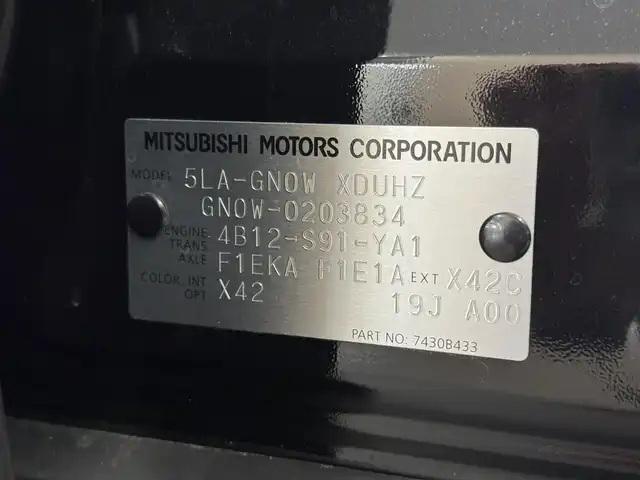 MITSUBISHI MOTORS CORPORATION
MODEL 5LA-GN0W XDUHZ
GN0W-0203834
ENGINE 4B12-S91-YA1
TRANS AXLE F1EKA F1E1A EXT X42C
COLOR, INT OPT X42 19J A00
PART NO: 7430B433